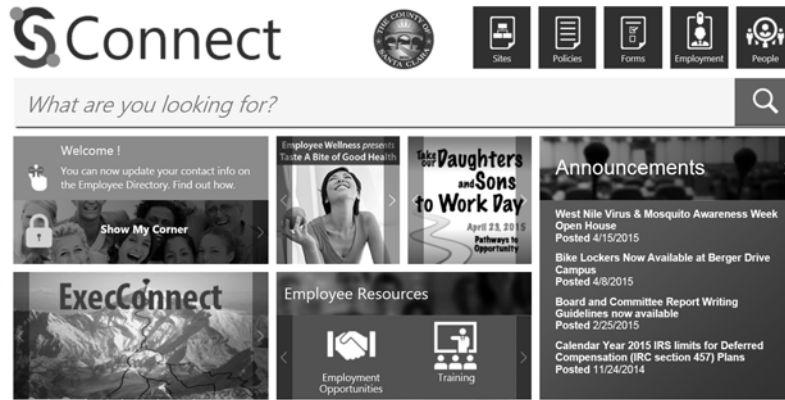 SConnect
THE COUNTY OF
SANTA CLARA
Sites
Policies
Forms
Employment
People
What are you looking for?
Welcome !
You can now update your contact info on
the Employee Directory. Find out how.
Show My Corner
Employee Wellness presents
Taste A Bite of Good Health
Take our Daughters
and Sons
to Work Day
April 23, 2015
Pathways to
Opportunity
Announcements
West Nile Virus & Mosquito Awareness Week
Open House
Posted 4/15/2015
Bike Lockers Now Available at Berger Drive
Campus
Posted 4/8/2015
Board and Committee Report Writing
Guidelines now available
Posted 2/25/2015
Calendar Year 2015 IRS limits for Deferred
Compensation (IRC section 457) Plans
Posted 11/24/2014
ExecConnect
Employee Resources
Employment
Opportunities
Training